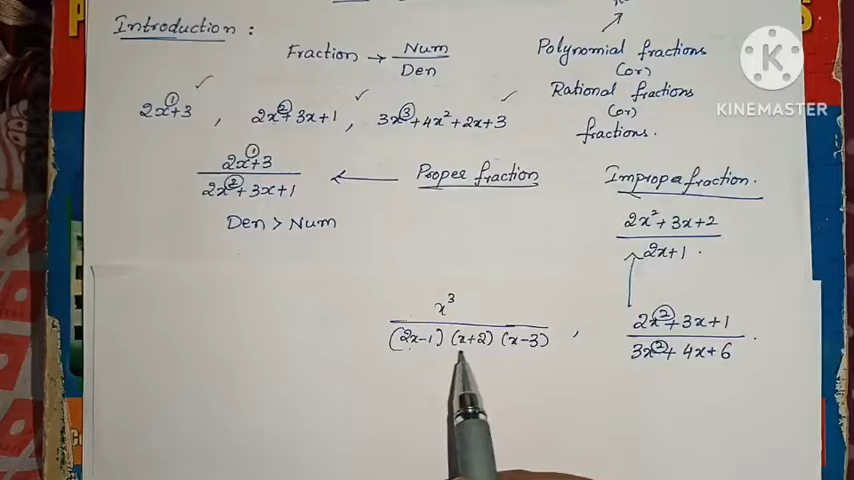 Introduction :
Fraction → Num / Den
Polynomial fractions
(or)
Rational fractions
(or)
fractions.
2x+3 , 2x²+3x+1 , 3x³+4x²+2x+3
2x+3 / 2x²+3x+1 ← Proper fraction
Den > Num
Improper fraction.
2x²+3x+2 / 2x+1 .
x³ / (2x-1) (x+2) (x-3) , 2x²+3x+1 / 3x²+4x+6 .
K
KINEMASTER